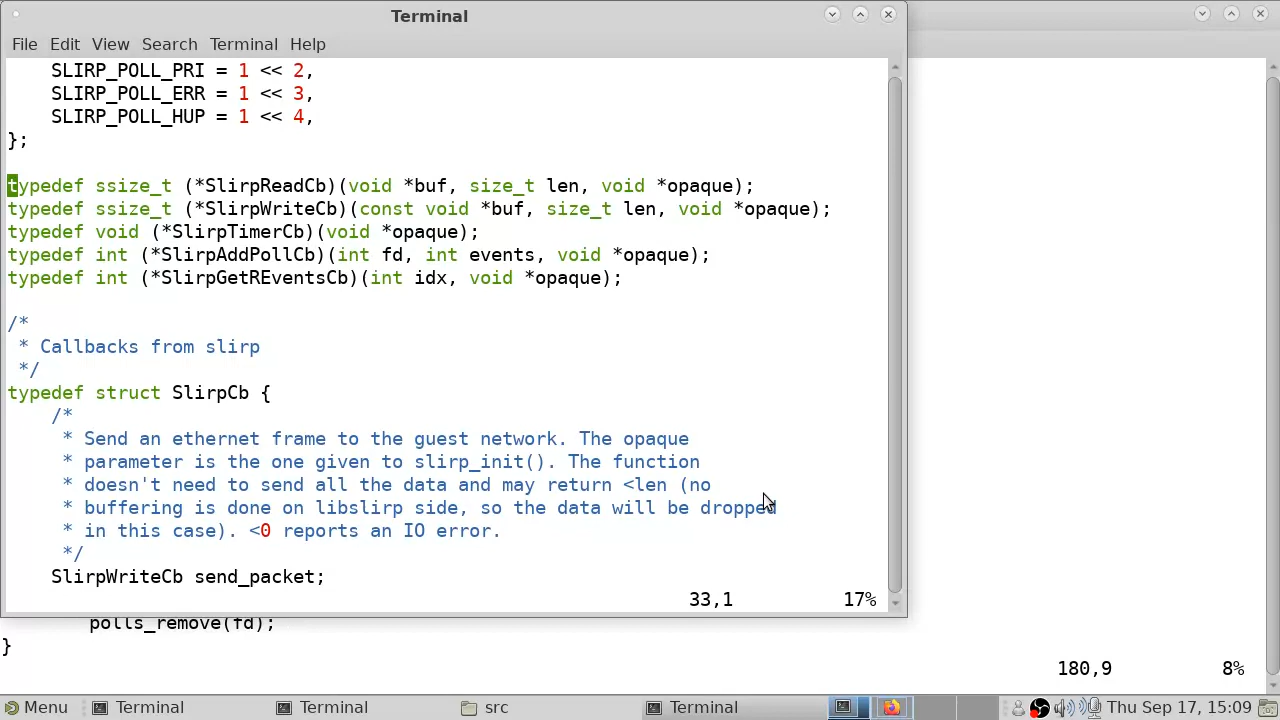 Terminal
File Edit View Search Terminal Help
SLIRP_POLL_PRI = 1 << 2,
SLIRP_POLL_ERR = 1 << 3,
SLIRP_POLL_HUP = 1 << 4,
};
typedef ssize_t (*SlirpReadCb)(void *buf, size_t len, void *opaque);
typedef ssize_t (*SlirpWriteCb)(const void *buf, size_t len, void *opaque);
typedef void (*SlirpTimerCb)(void *opaque);
typedef int (*SlirpAddPollCb)(int fd, int events, void *opaque);
typedef int (*SlirpGetREventsCb)(int idx, void *opaque);
/*
* Callbacks from slirp
*/
typedef struct SlirpCb {
/*
* Send an ethernet frame to the guest network. The opaque
* parameter is the one given to slirp_init(). The function
* doesn't need to send all the data and may return <len (no
* buffering is done on libslirp side, so the data will be dropped
* in this case). <0 reports an IO error.
*/
SlirpWriteCb send_packet;
33,1 17%
polls_remove(fd);
}
180,9 8%
Menu Terminal Terminal src Terminal Thu Sep 17, 15:09